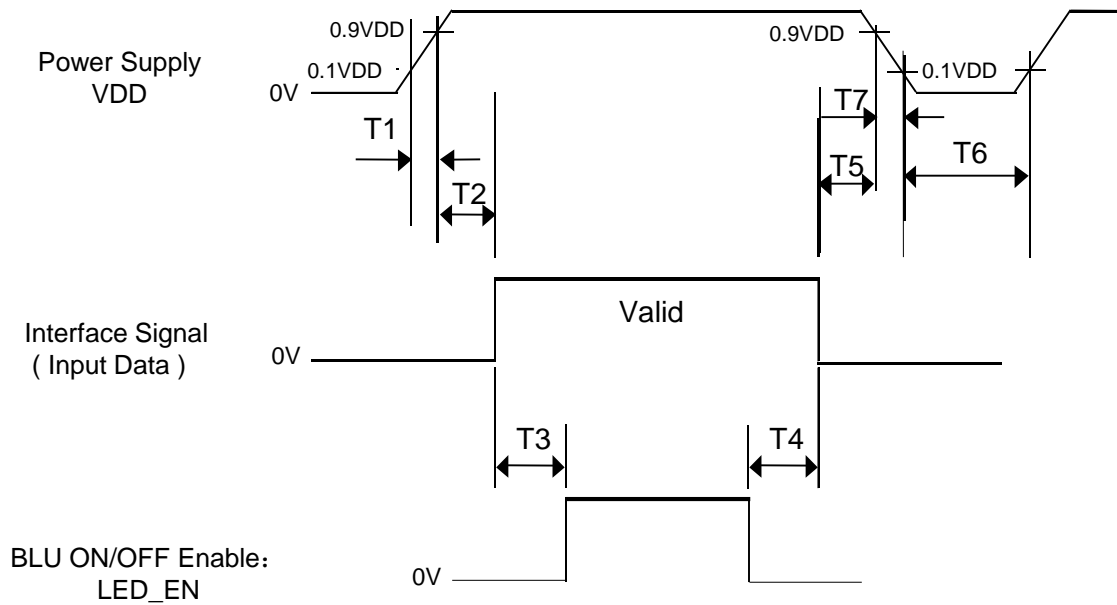 0.9VDD
0.9VDD
Power Supply
VDD
0.1VDD
0.1VDD
0V
T1
T7
T2
T5
T6
Valid
Interface Signal
( Input Data )
0V
T3
T4
BLU ON/OFF Enable：
LED_EN
0V